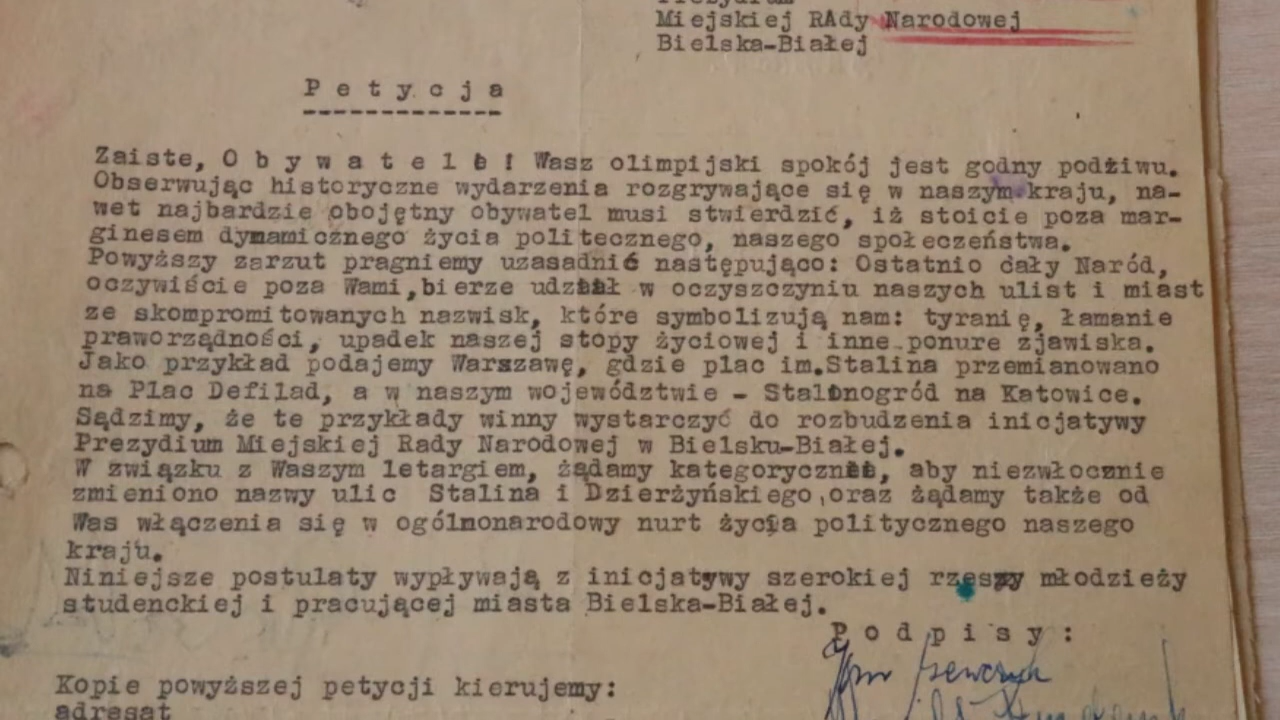 Prezydium
Miejskiej RAdy Narodowej
Bielska-Białej
P e t y c j a
Zaiste, O b y w a t e l e ! Wasz olimpijski spokój jest godny podżiwu.
Obserwując historyczne wydarzenia rozgrywające się w naszym kraju, na-
wet najbardzie obojętny obywatel musi stwierdzić, iż stoicie poza mar-
ginesem dynamicznego życia politecznego, naszego społeczeństwa.
Powyższy zarzut pragniemy uzasadnić następująco: Ostatnio cały Naród,
oczywiście poza Wami, bierze udział w oczyszczyniu naszych ulist i miast
ze skompromitowanych nazwisk, które symbolizują nam: tyranię, łamanie
praworządności, upadek naszej stopy życiowej i inne ponure zjawiska.
Jako przykład podajemy Warszawę, gdzie plac im.Stalina przemianowano
na Plac Defilad, a w naszym województwie - Stalinogród na Katowice.
Sądzimy, że te przykłady winny wystarczyć do rozbudzenia inicjatywy
Prezydium Miejskiej Rady Narodowej w Bielsku-Białej.
W związku z Waszym letargiem, żądamy kategorycznie, aby niezwłocznie
zmieniono nazwy ulic Stalina i Dzierżyńskiego, oraz żądamy także od
Was włączenia się w ogólnonarodowy nurt życia politycznego naszego
kraju.
Niniejsze postulaty wypływają z inicjatywy szerokiej rzeszy młodzieży
studenckiej i pracującej miasta Bielska-Białej.
P o d p i s y :
Kopie powyższej petycji kierujemy:
adresat